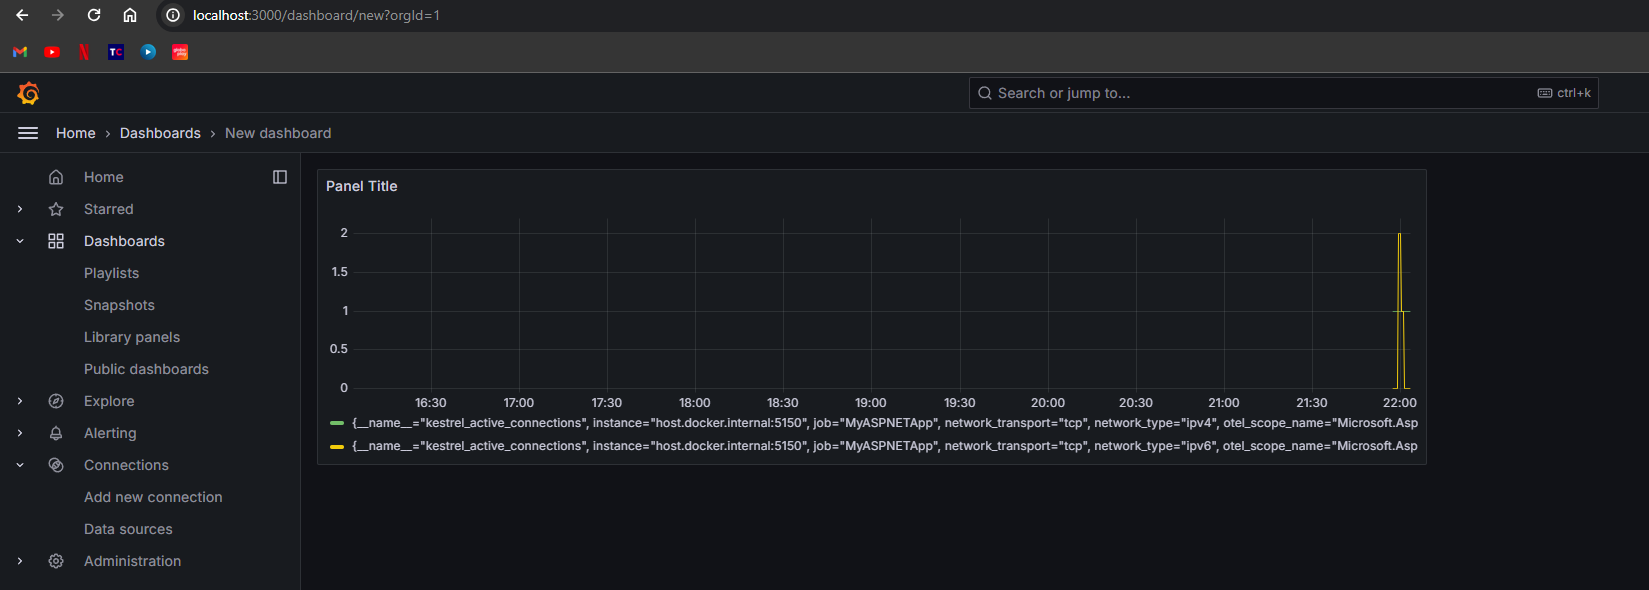 localhost:3000/dashboard/new?orgId=1
TC
Search or jump to...
ctrl+k
Home › Dashboards › New dashboard
Home
Starred
Dashboards
Playlists
Snapshots
Library panels
Public dashboards
Explore
Alerting
Connections
Add new connection
Data sources
Administration
Panel Title
2
1.5
1
0.5
0
16:30 17:00 17:30 18:00 18:30 19:00 19:30 20:00 20:30 21:00 21:30 22:00
{__name__="kestrel_active_connections", instance="host.docker.internal:5150", job="MyASPNETApp", network_transport="tcp", network_type="ipv4", otel_scope_name="Microsoft.Asp
{__name__="kestrel_active_connections", instance="host.docker.internal:5150", job="MyASPNETApp", network_transport="tcp", network_type="ipv6", otel_scope_name="Microsoft.Asp